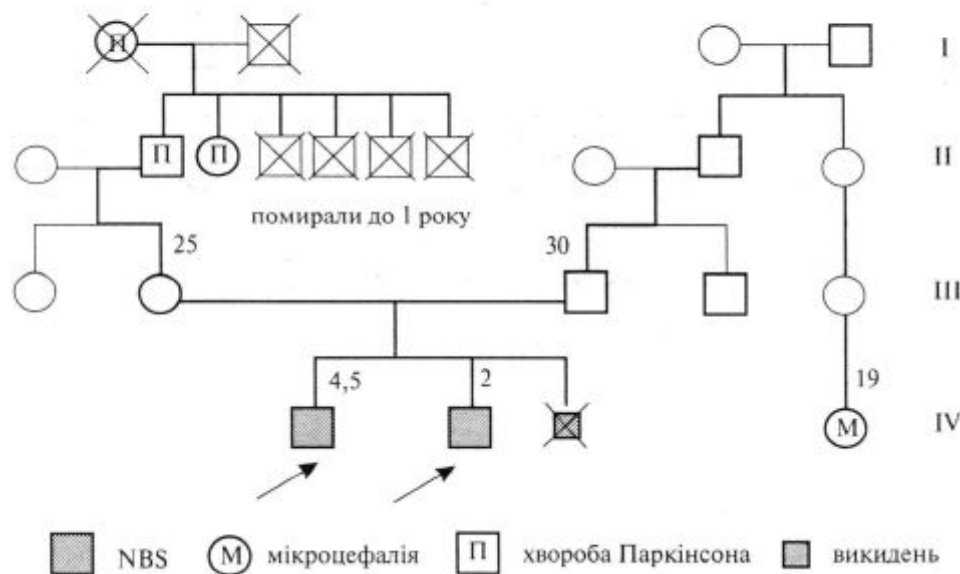 Н
I
П
П
II
помирали до 1 року
25
30
III
4,5
2
19
М
IV
NBS
М
мікроцефалія
П
хвороба Паркінсона
викидень